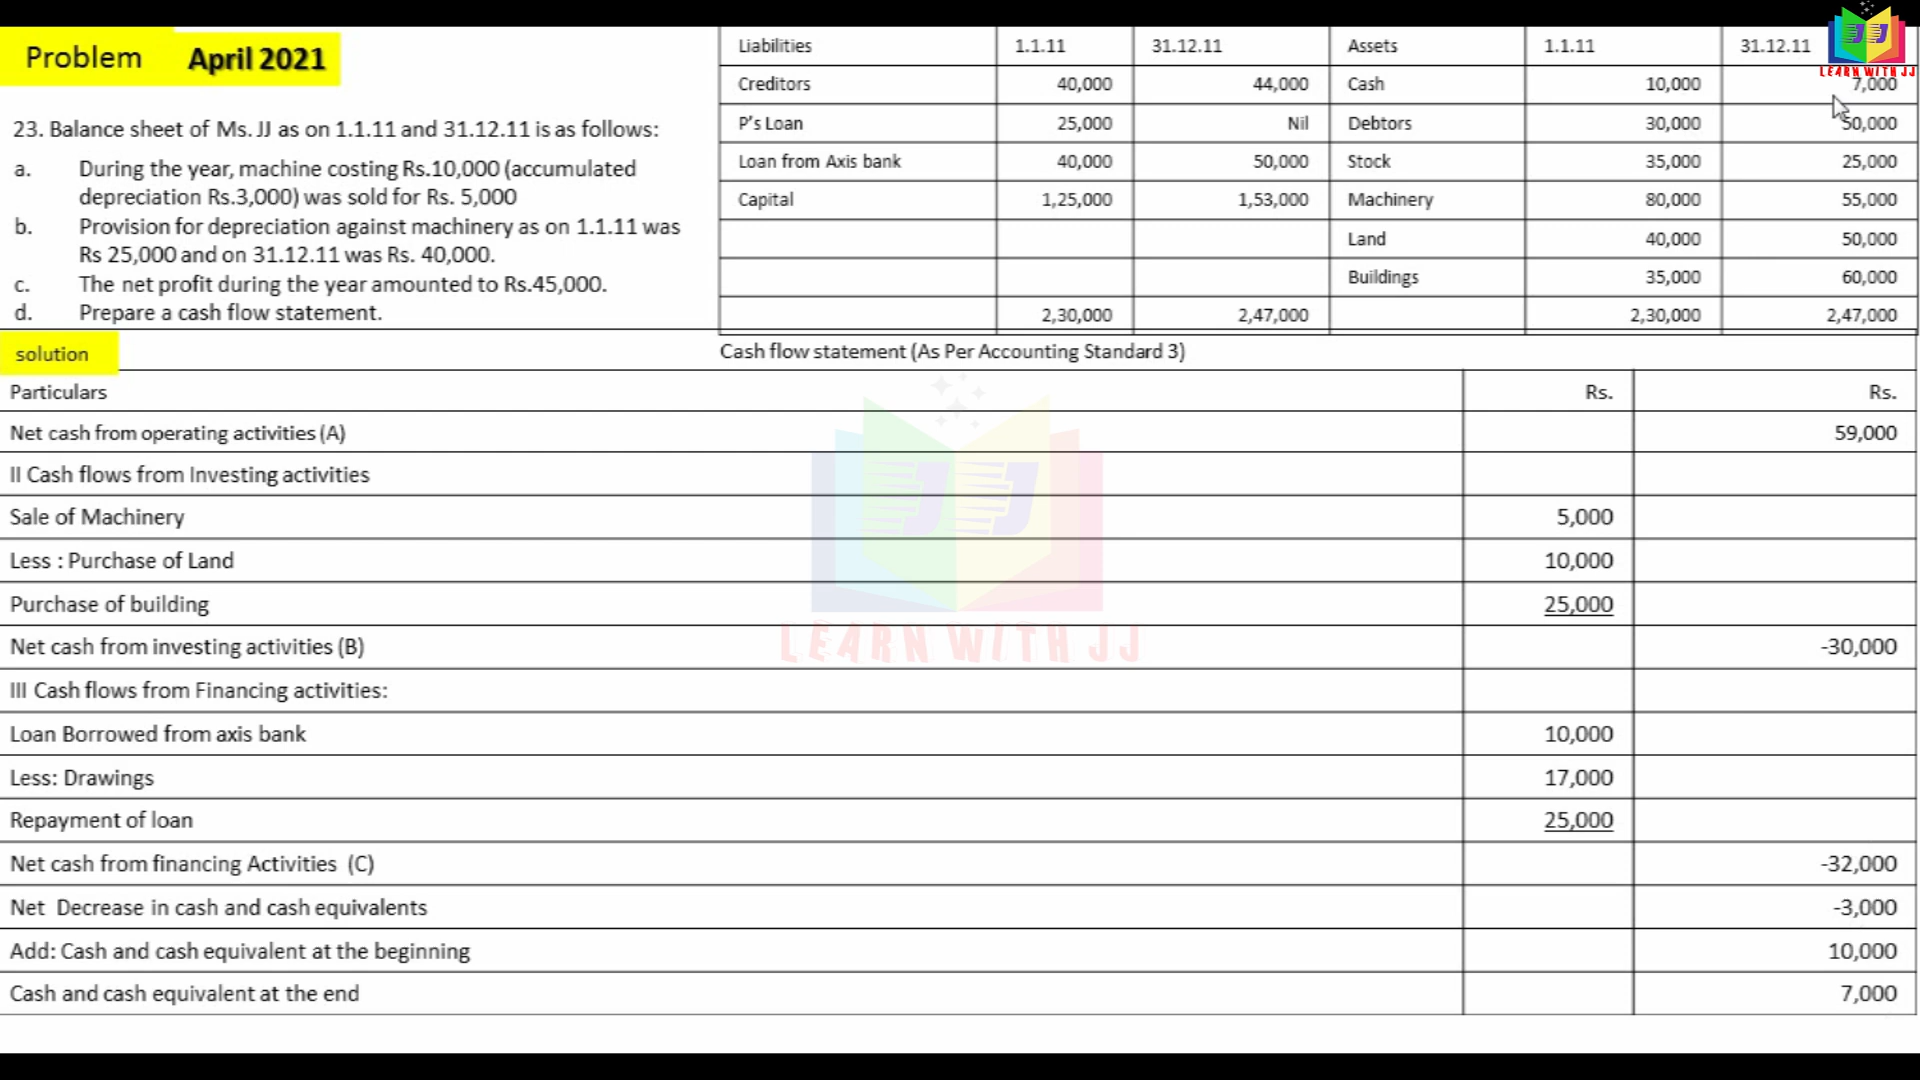 Problem April 2021
23. Balance sheet of Ms. JJ as on 1.1.11 and 31.12.11 is as follows:
a. During the year, machine costing Rs.10,000 (accumulated
depreciation Rs.3,000) was sold for Rs. 5,000
b. Provision for depreciation against machinery as on 1.1.11 was
Rs 25,000 and on 31.12.11 was Rs. 40,000.
c. The net profit during the year amounted to Rs.45,000.
d. Prepare a cash flow statement.
Liabilities 1.1.11 31.12.11 Assets 1.1.11 31.12.11
Creditors 40,000 44,000 Cash 10,000 7,000
P's Loan 25,000 Nil Debtors 30,000 50,000
Loan from Axis bank 40,000 50,000 Stock 35,000 25,000
Capital 1,25,000 1,53,000 Machinery 80,000 55,000
Land 40,000 50,000
Buildings 35,000 60,000
2,30,000 2,47,000 2,30,000 2,47,000
JJ
LEARN WITH JJ
solution
Cash flow statement (As Per Accounting Standard 3)
Particulars Rs. Rs.
Net cash from operating activities (A) 59,000
II Cash flows from Investing activities
Sale of Machinery 5,000
Less : Purchase of Land 10,000
Purchase of building 25,000
Net cash from investing activities (B) -30,000
III Cash flows from Financing activities:
Loan Borrowed from axis bank 10,000
Less: Drawings 17,000
Repayment of loan 25,000
Net cash from financing Activities (C) -32,000
Net Decrease in cash and cash equivalents -3,000
Add: Cash and cash equivalent at the beginning 10,000
Cash and cash equivalent at the end 7,000
JJ
LEARN WITH JJ